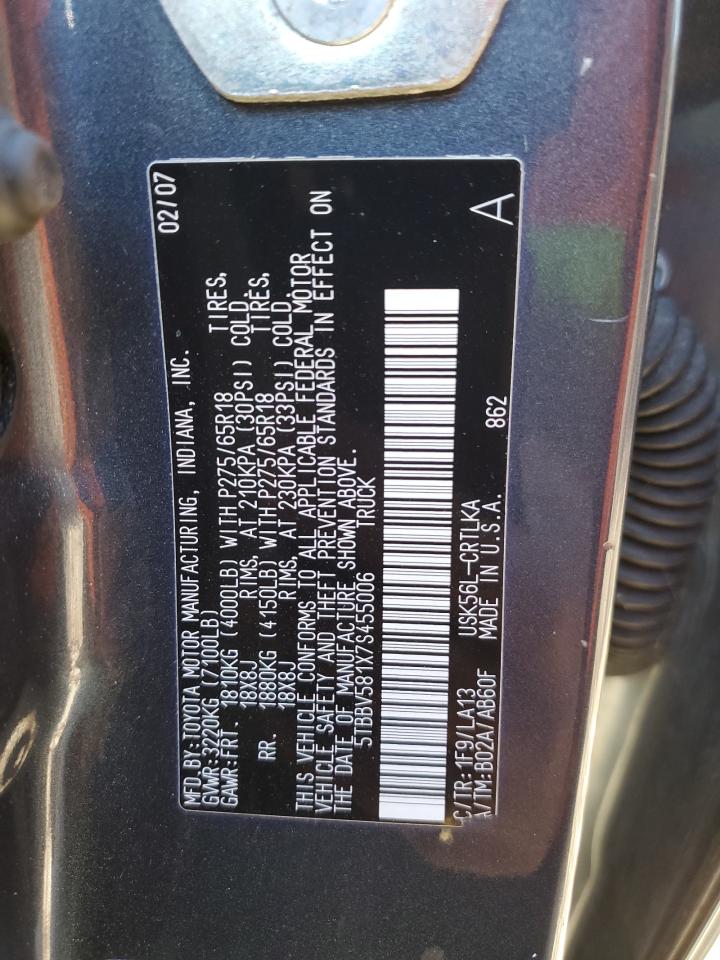 MFD.BY:TOYOTA MOTOR MANUFACTURING, INDIANA, INC. 02/07
GVWR:3220KG (7100LB)
GAWR:FRT. 1810KG (4000LB) WITH P275/65R18 TIRES,
18X8J RIMS, AT 210KPA (30PSI) COLD.
RR. 1880KG (4150LB) WITH P275/65R18 TIRES,
18X8J RIMS, AT 230KPA (33PSI) COLD.
THIS VEHICLE CONFORMS TO ALL APPLICABLE FEDERAL MOTOR
VEHICLE SAFETY AND THEFT PREVENTION STANDARDS IN EFFECT ON
THE DATE OF MANUFACTURE SHOWN ABOVE.
5TBBV581X7S455006 TRUCK
C/TR:1F9/LA13 USK56L-CRTLKA
A/TM:B02A/AB60F MADE IN U.S.A. 862 A